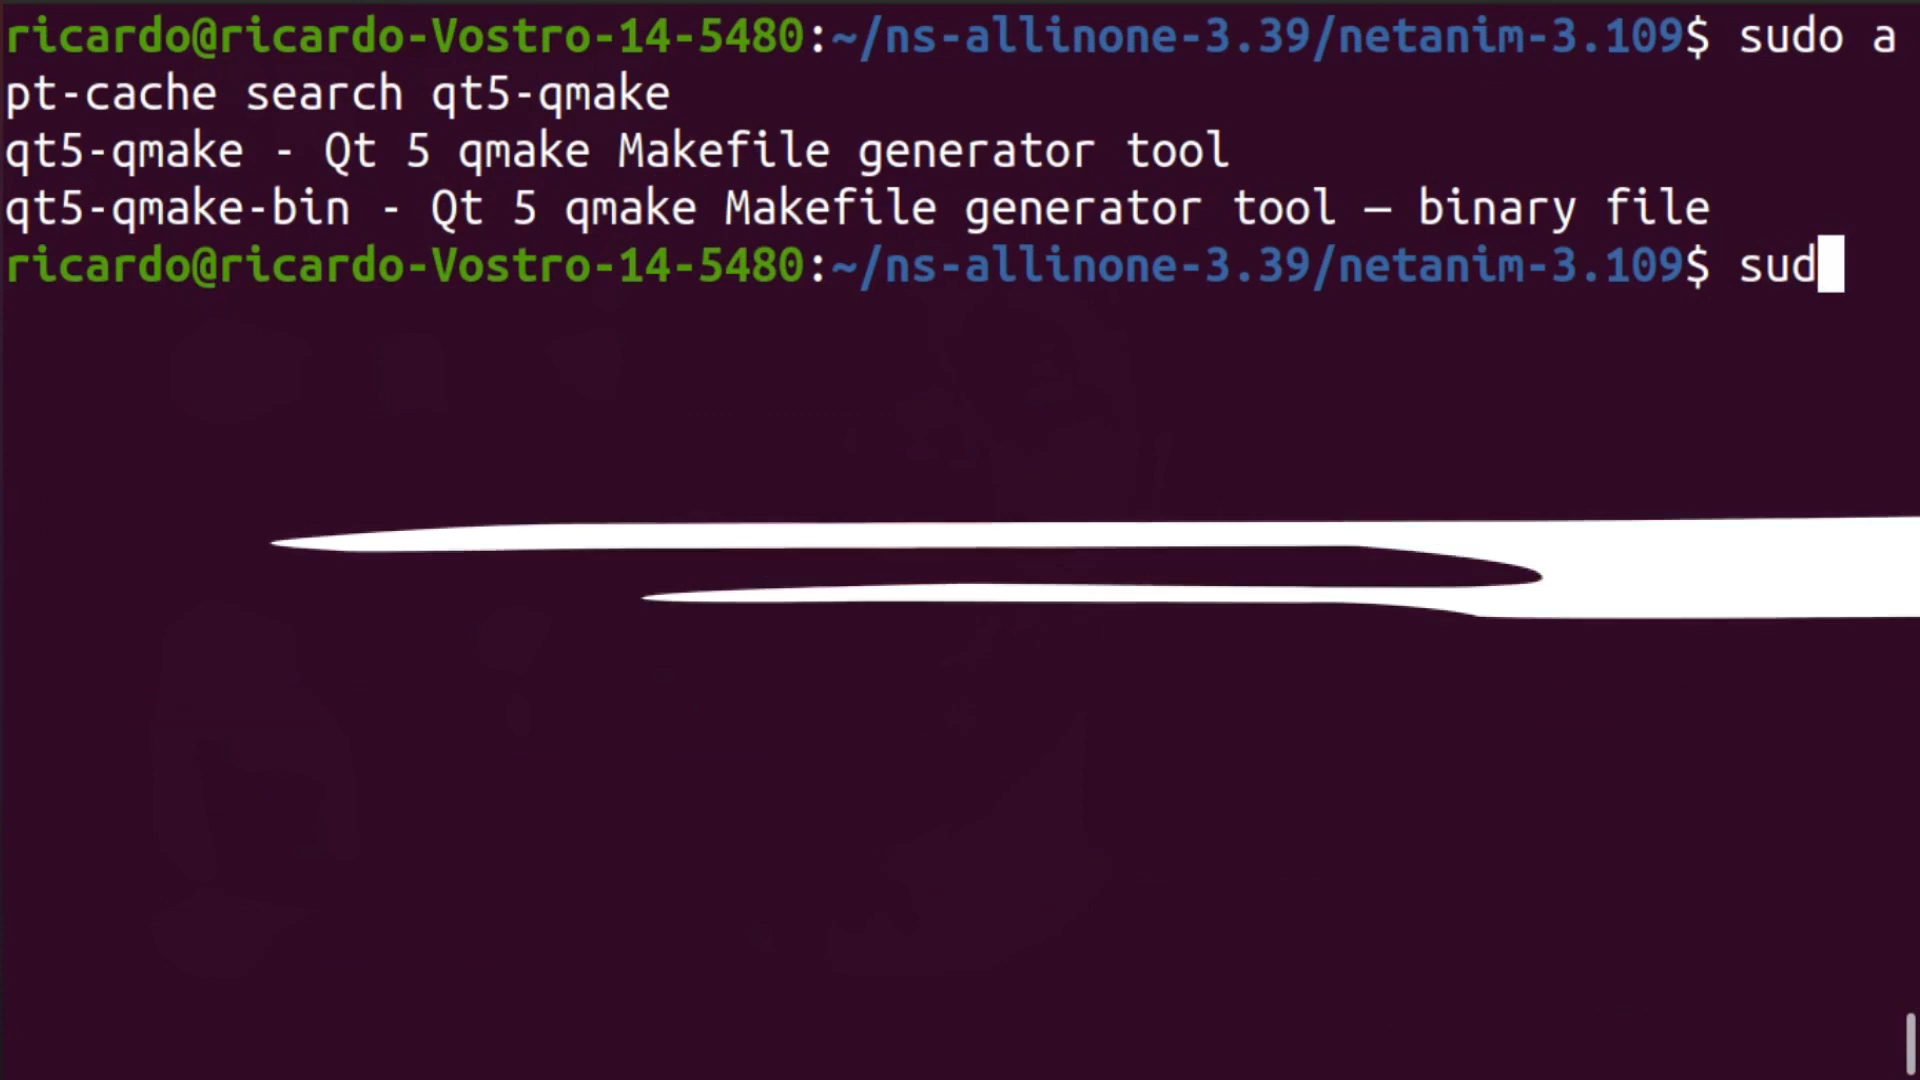 ricardo@ricardo-Vostro-14-5480:~/ns-allinone-3.39/netanim-3.109$ sudo a
pt-cache search qt5-qmake
qt5-qmake - Qt 5 qmake Makefile generator tool
qt5-qmake-bin - Qt 5 qmake Makefile generator tool — binary file
ricardo@ricardo-Vostro-14-5480:~/ns-allinone-3.39/netanim-3.109$ sud